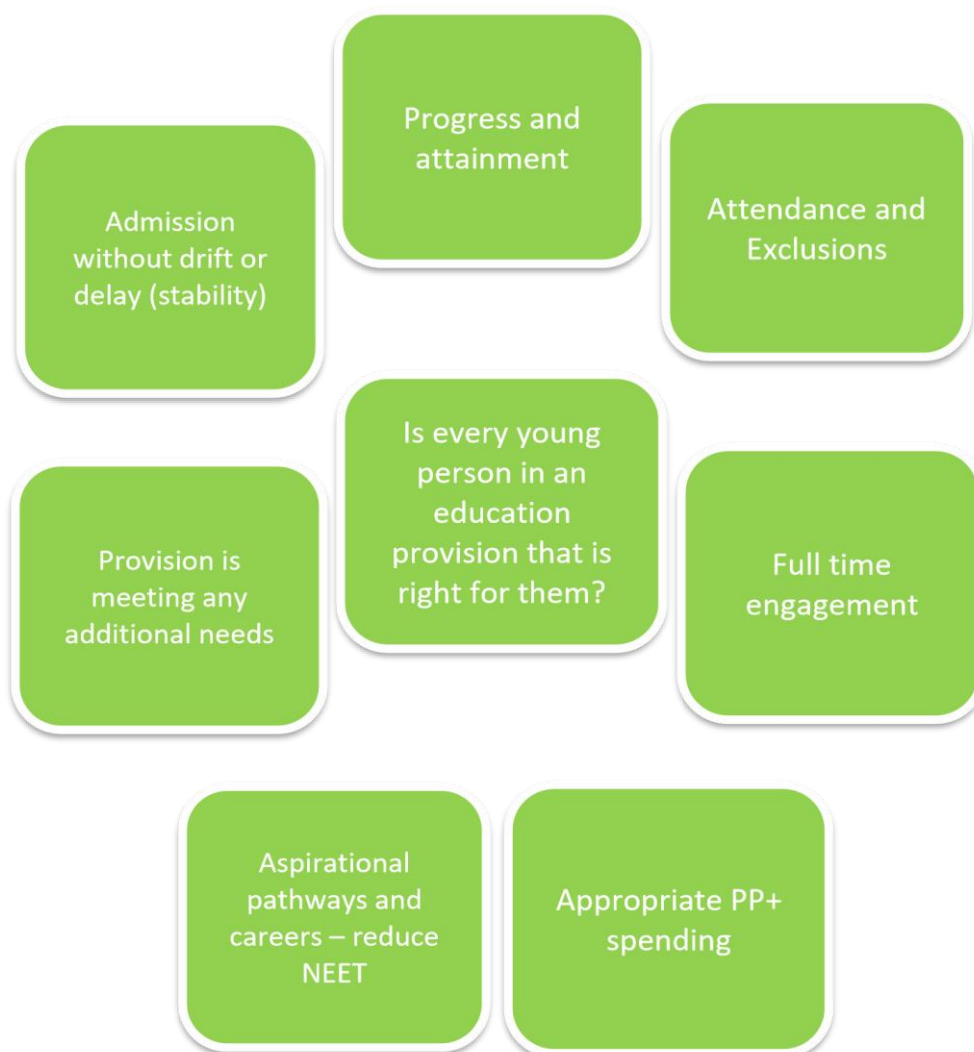 Progress and
attainment
Admission
without drift or
delay (stability)
Attendance and
Exclusions
Is every young
person in an
education
provision that is
right for them?
Provision is
meeting any
additional needs
Full time
engagement
Aspirational
pathways and
careers – reduce
NEET
Appropriate PP+
spending